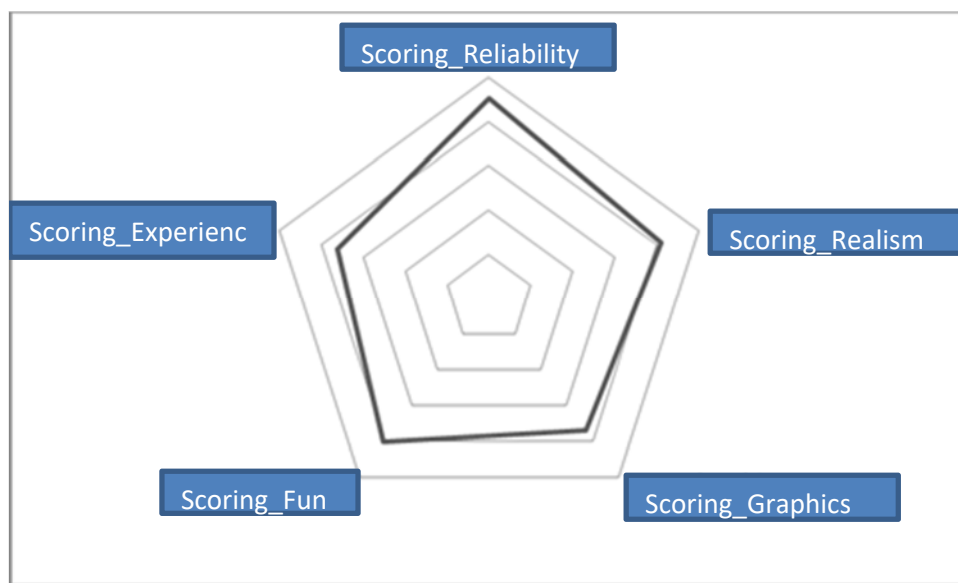 Scoring_Reliability
Scoring_Experienc
Scoring_Realism
Scoring_Fun
Scoring_Graphics